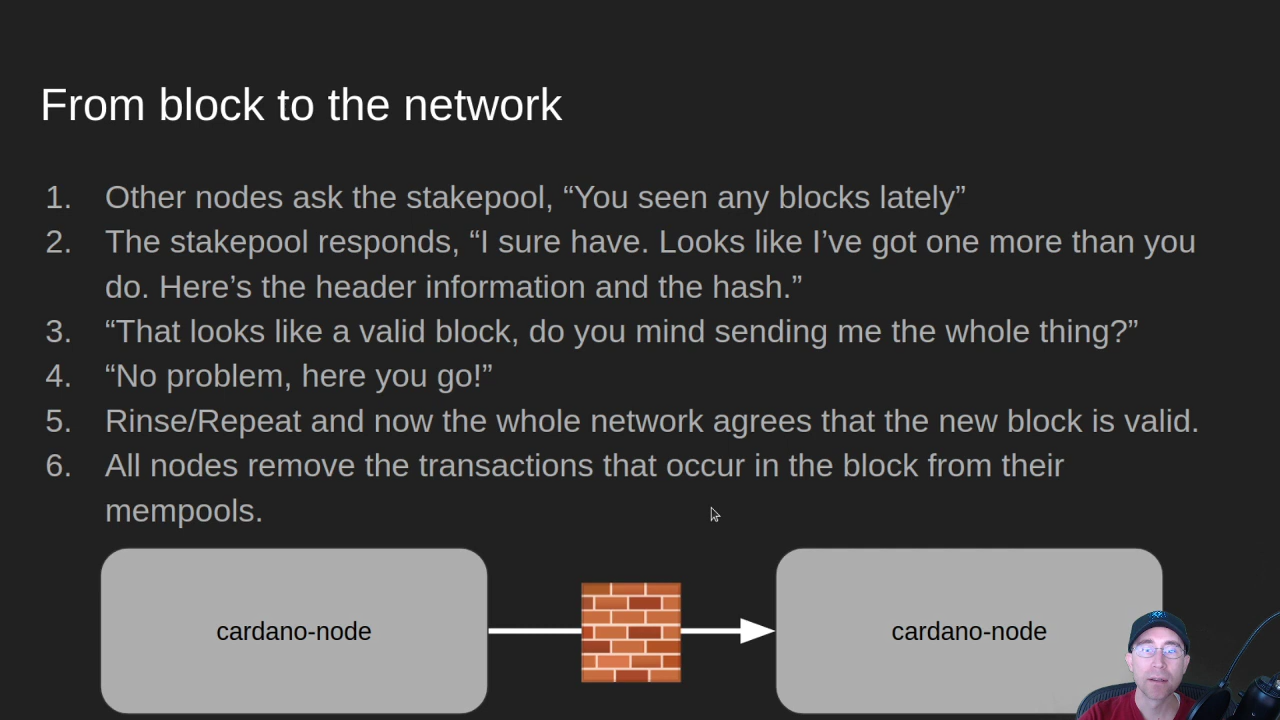 From block to the network
1. Other nodes ask the stakepool, “You seen any blocks lately”
2. The stakepool responds, “I sure have. Looks like I’ve got one more than you
do. Here’s the header information and the hash.”
3. “That looks like a valid block, do you mind sending me the whole thing?”
4. “No problem, here you go!”
5. Rinse/Repeat and now the whole network agrees that the new block is valid.
6. All nodes remove the transactions that occur in the block from their
mempools.
cardano-node
cardano-node